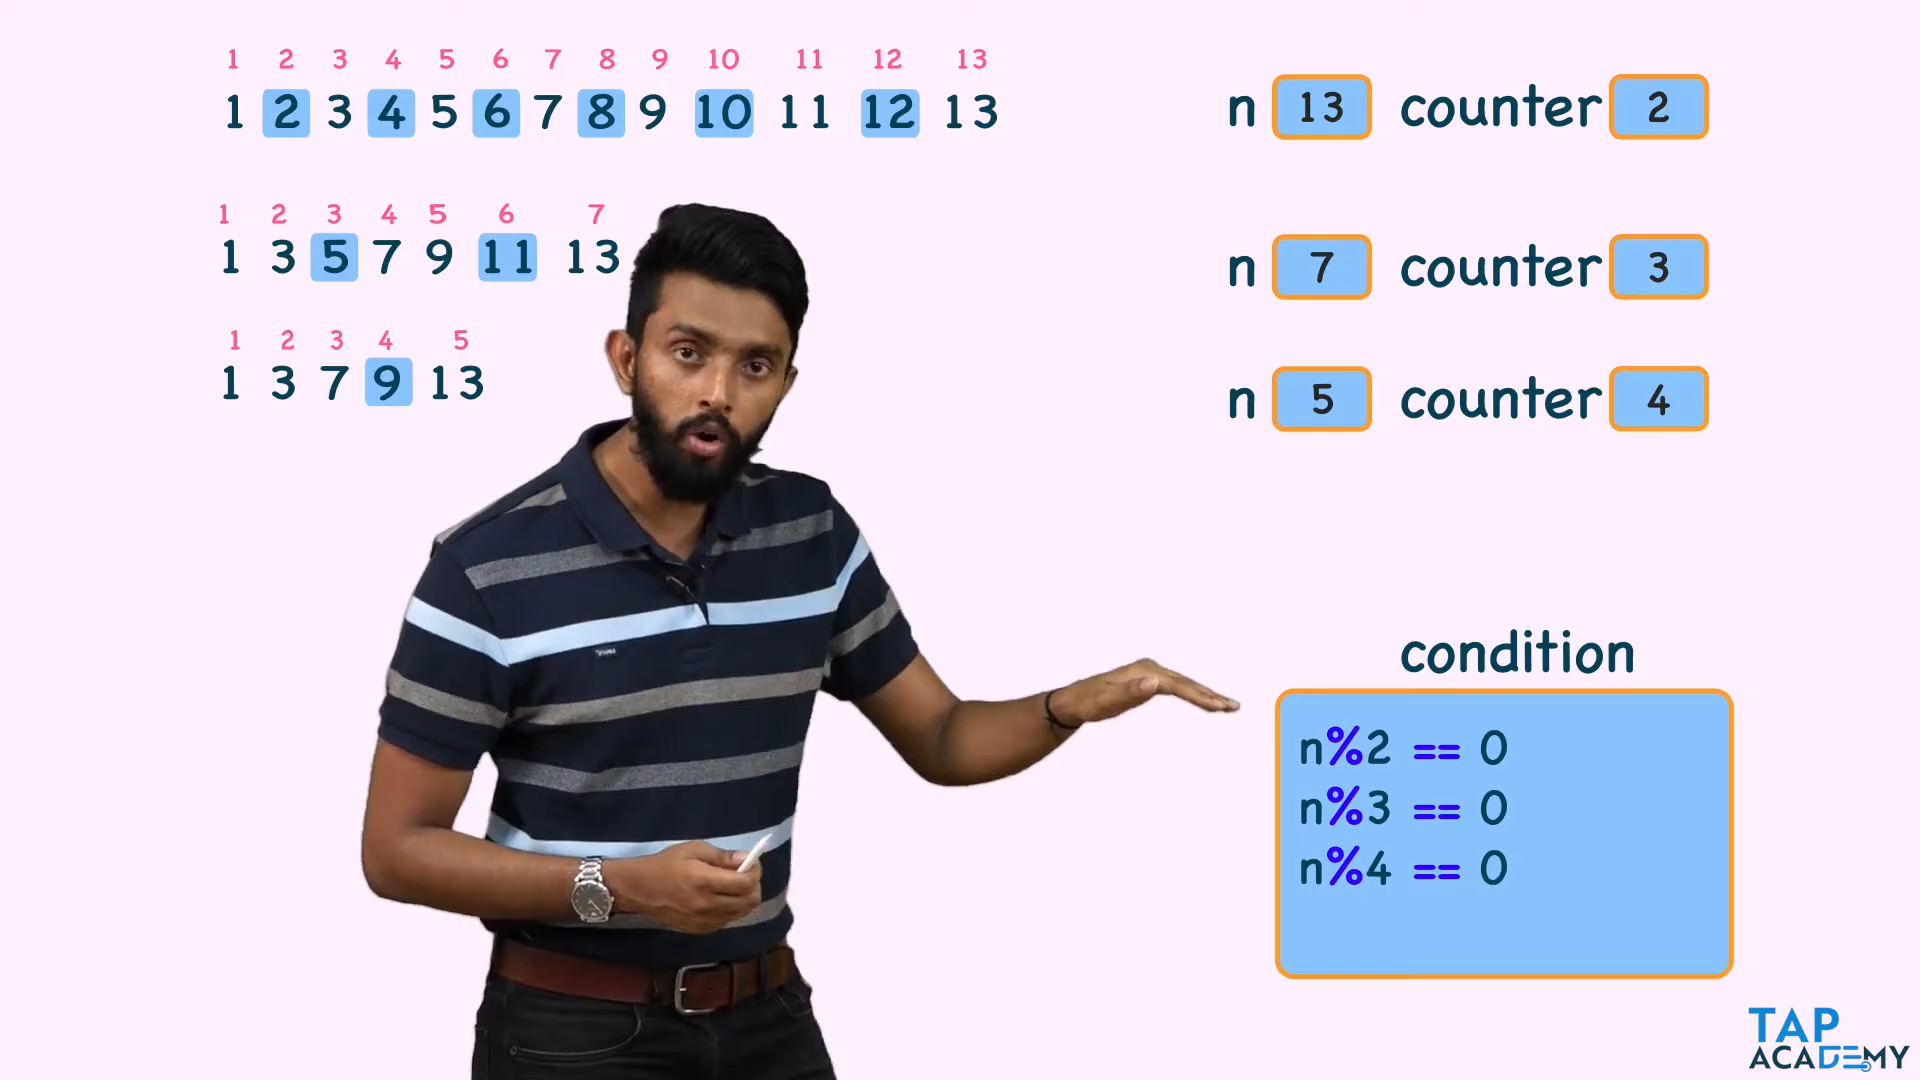 1 2 3 4 5 6 7 8 9 10 11 12 13
1 2 3 4 5 6 7 8 9 10 11 12 13
n 13 counter 2
1 2 3 4 5 6 7
1 3 5 7 9 11 13
n 7 counter 3
1 2 3 4 5
1 3 7 9 13
n 5 counter 4
condition
n%2 == 0
n%3 == 0
n%4 == 0
TAP
ACADEMY